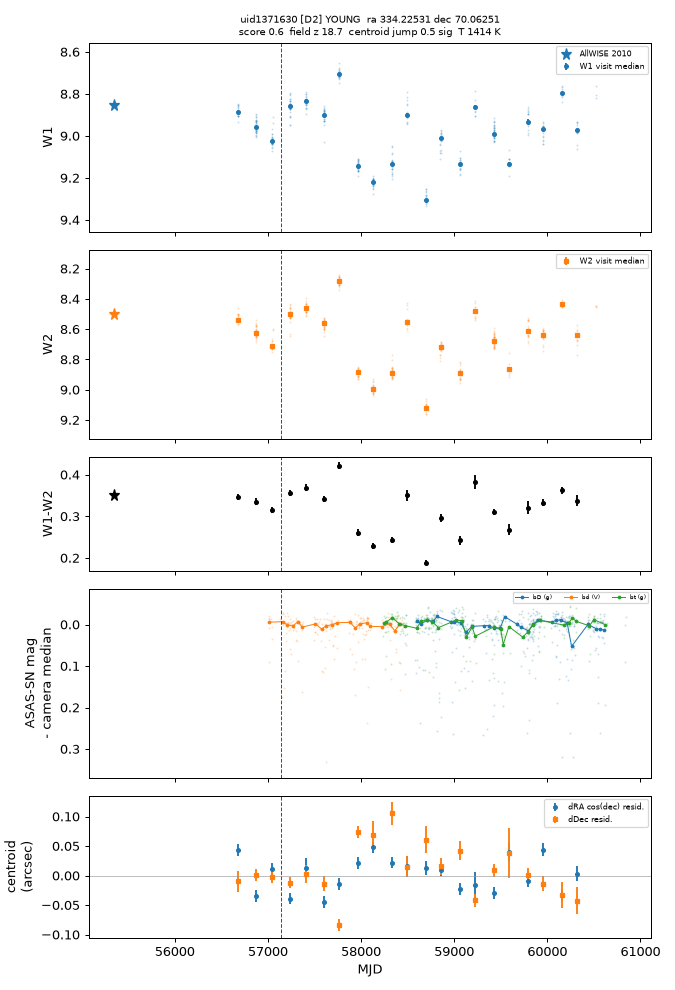 uid1371630 [D2] YOUNG  ra 334.22531 dec 70.06251
score 0.6  field z 18.7  centroid jump 0.5 sig  T 1414 K
AllWISE 2010
W1 visit median
8.6
8.8
9.0
9.2
9.4
W1
W2 visit median
8.2
8.4
8.6
8.8
9.0
9.2
W2
0.4
0.3
0.2
W1-W2
bD (g)
bd (V)
bt (g)
0.0
0.1
0.2
0.3
ASAS-SN mag
- camera median
dRA cos(dec) resid.
dDec resid.
0.10
0.05
0.00
−0.05
−0.10
centroid
(arcsec)
56000
57000
58000
59000
60000
61000
MJD